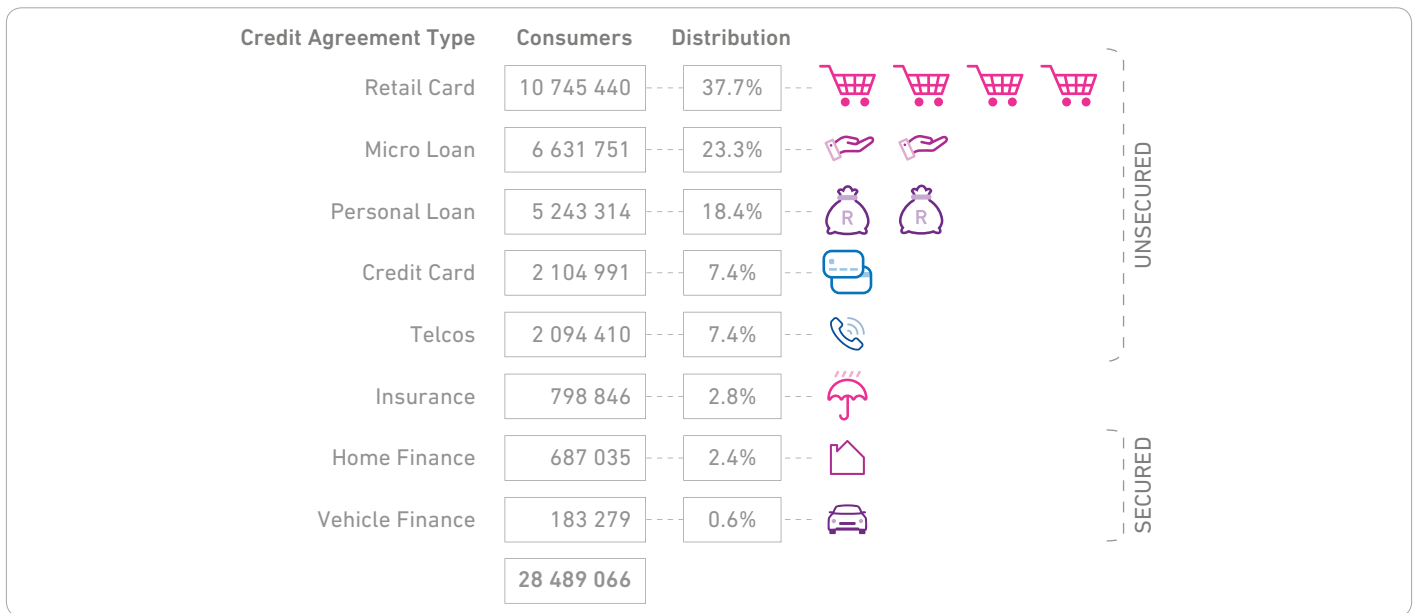 Credit Agreement Type Consumers Distribution
Retail Card 10 745 440 37.7%
Micro Loan 6 631 751 23.3%
Personal Loan 5 243 314 18.4% R R
Credit Card 2 104 991 7.4%
Telcos 2 094 410 7.4%
UNSECURED
Insurance 798 846 2.8%
Home Finance 687 035 2.4%
Vehicle Finance 183 279 0.6%
SECURED
28 489 066